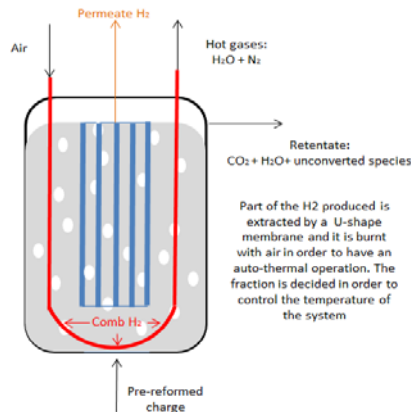 Permeate H₂
Air
Hot gases:
H₂O + N₂
Retentate:
CO₂ + H₂O+ unconverted species
Part of the H2 produced is
extracted by a U-shape
membrane and it is burnt
with air in order to have an
auto-thermal operation. The
fraction is decided in order to
control the temperature of
the system
Comb H₂
Pre-reformed
charge